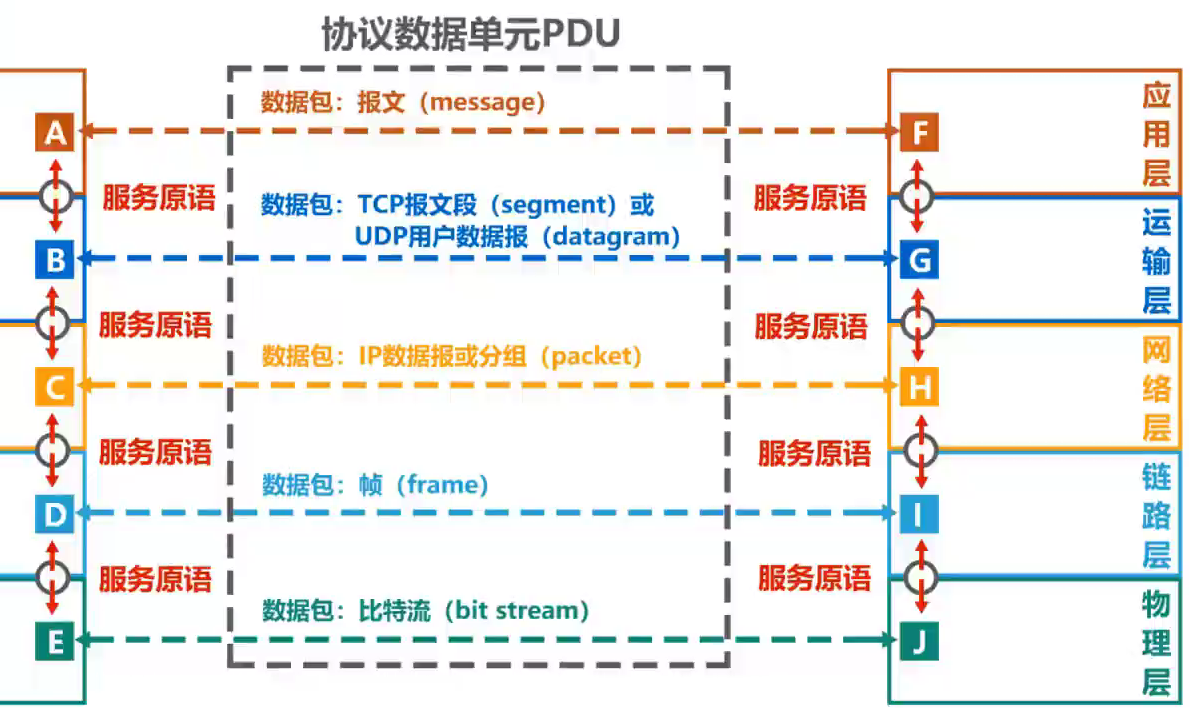 协议数据单元PDU
数据包：报文（message）
A
F
应用层
服务原语
服务原语
数据包：TCP报文段（segment）或
UDP用户数据报（datagram）
B
G
运输层
服务原语
服务原语
数据包：IP数据报或分组（packet）
C
H
网络层
服务原语
服务原语
数据包：帧（frame）
D
I
链路层
服务原语
服务原语
数据包：比特流（bit stream）
E
J
物理层